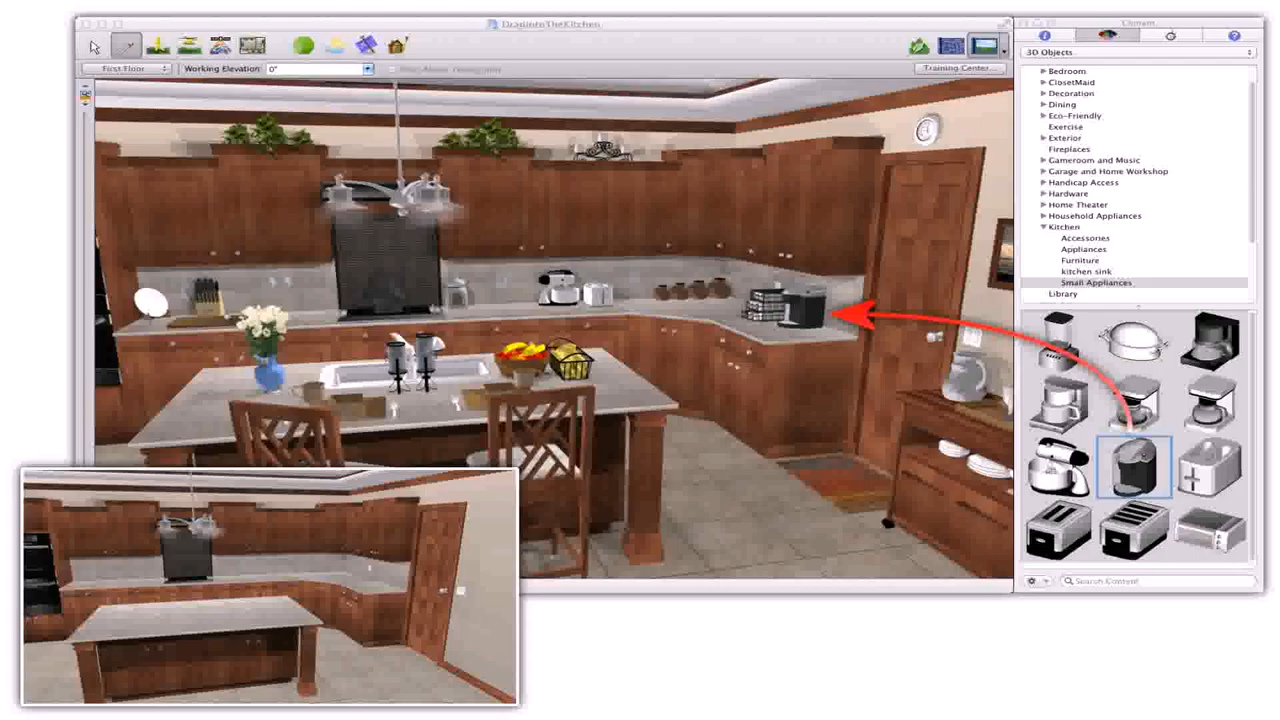 DragIntoTheKitchen
Content
First Floor
Working Elevation: 0"
Training Center...
3D Objects
Bedroom
ClosetMaid
Decoration
Dining
Eco-Friendly
Exercise
Exterior
Fireplaces
Gameroom and Music
Garage and Home Workshop
Handicap Access
Hardware
Home Theater
Household Appliances
Kitchen
Accessories
Appliances
Furniture
kitchen sink
Small Appliances
Library
Search Content